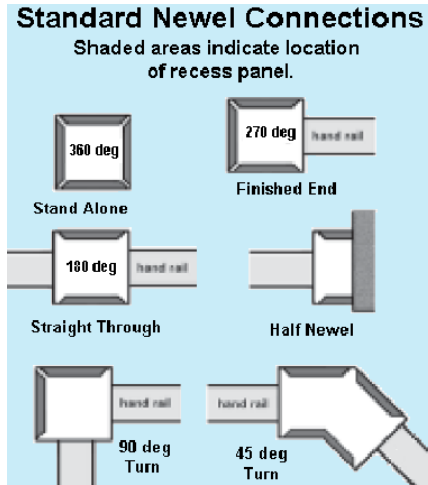 Standard Newel Connections
Shaded areas indicate location
of recess panel.
360 deg
270 deg
hand rail
Stand Alone
Finished End
180 deg
hand rail
Straight Through
Half Newel
hand rail
hand rail
90 deg
Turn
45 deg
Turn